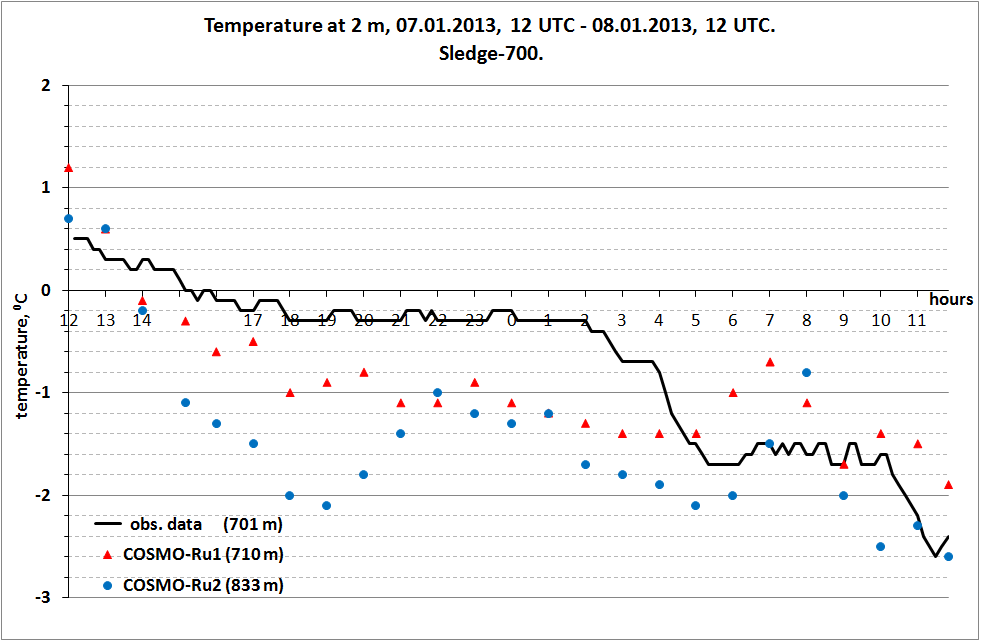 Temperature at 2 m, 07.01.2013, 12 UTC - 08.01.2013, 12 UTC.
Sledge-700.
2
1
0
-1
-2
-3
temperature, ⁰C
hours
12 13 14 17 18 19 20 21 22 23 0 1 2 3 4 5 6 7 8 9 10 11
obs. data (701 m)
COSMO-Ru1 (710 m)
COSMO-Ru2 (833 m)